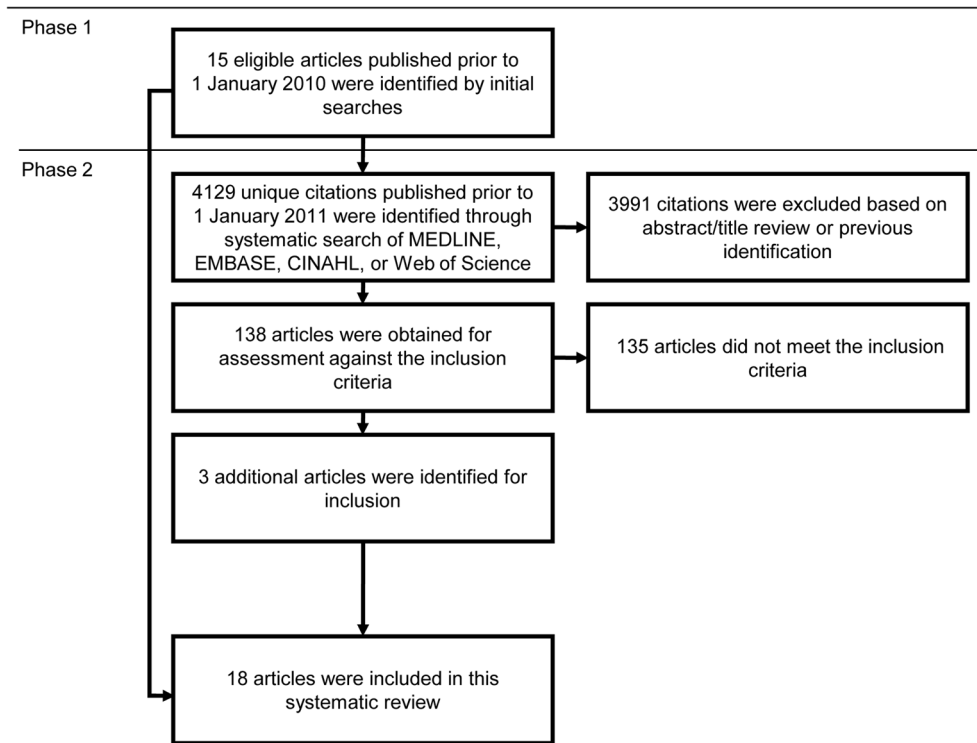 Phase 1
15 eligible articles published prior to
1 January 2010 were identified by initial
searches
Phase 2
4129 unique citations published prior to
1 January 2011 were identified through
systematic search of MEDLINE,
EMBASE, CINAHL, or Web of Science
3991 citations were excluded based on
abstract/title review or previous
identification
138 articles were obtained for
assessment against the inclusion
criteria
135 articles did not meet the inclusion
criteria
3 additional articles were identified for
inclusion
18 articles were included in this
systematic review